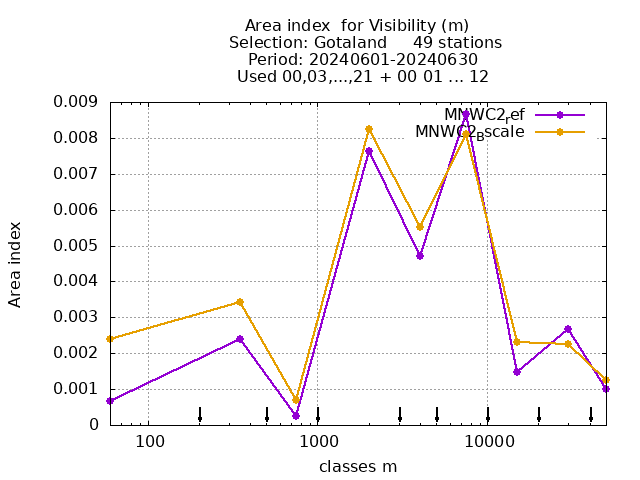 Area index  for Visibility (m)
Selection: Gotaland     49 stations
Period: 20240601-20240630
Used 00,03,...,21 + 00 01 ... 12
0.009
0.008
0.007
0.006
0.005
0.004
0.003
0.002
0.001
0
Area index
MNWC2ref
MNWC2Bscale
100
1000
10000
classes m